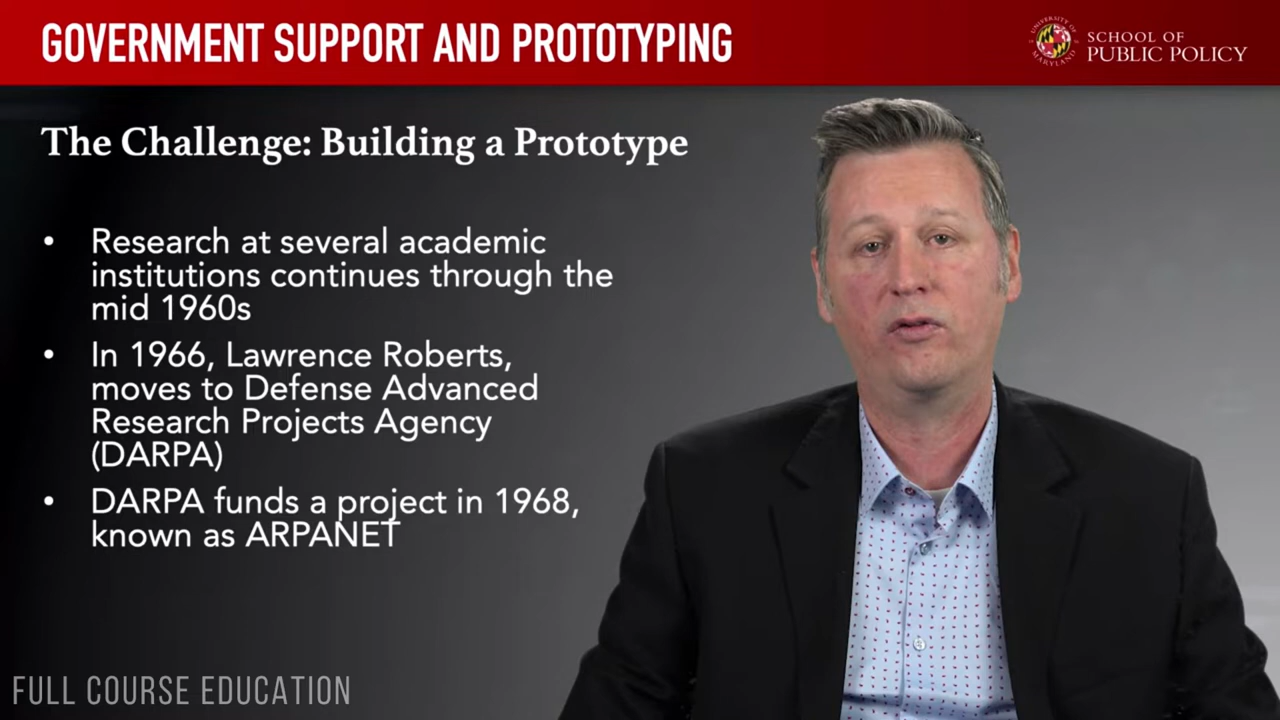 GOVERNMENT SUPPORT AND PROTOTYPING
SCHOOL OF
PUBLIC POLICY
UNIVERSITY OF
MARYLAND
The Challenge: Building a Prototype
• Research at several academic
institutions continues through the
mid 1960s
• In 1966, Lawrence Roberts,
moves to Defense Advanced
Research Projects Agency
(DARPA)
• DARPA funds a project in 1968,
known as ARPANET
FULL COURSE EDUCATION